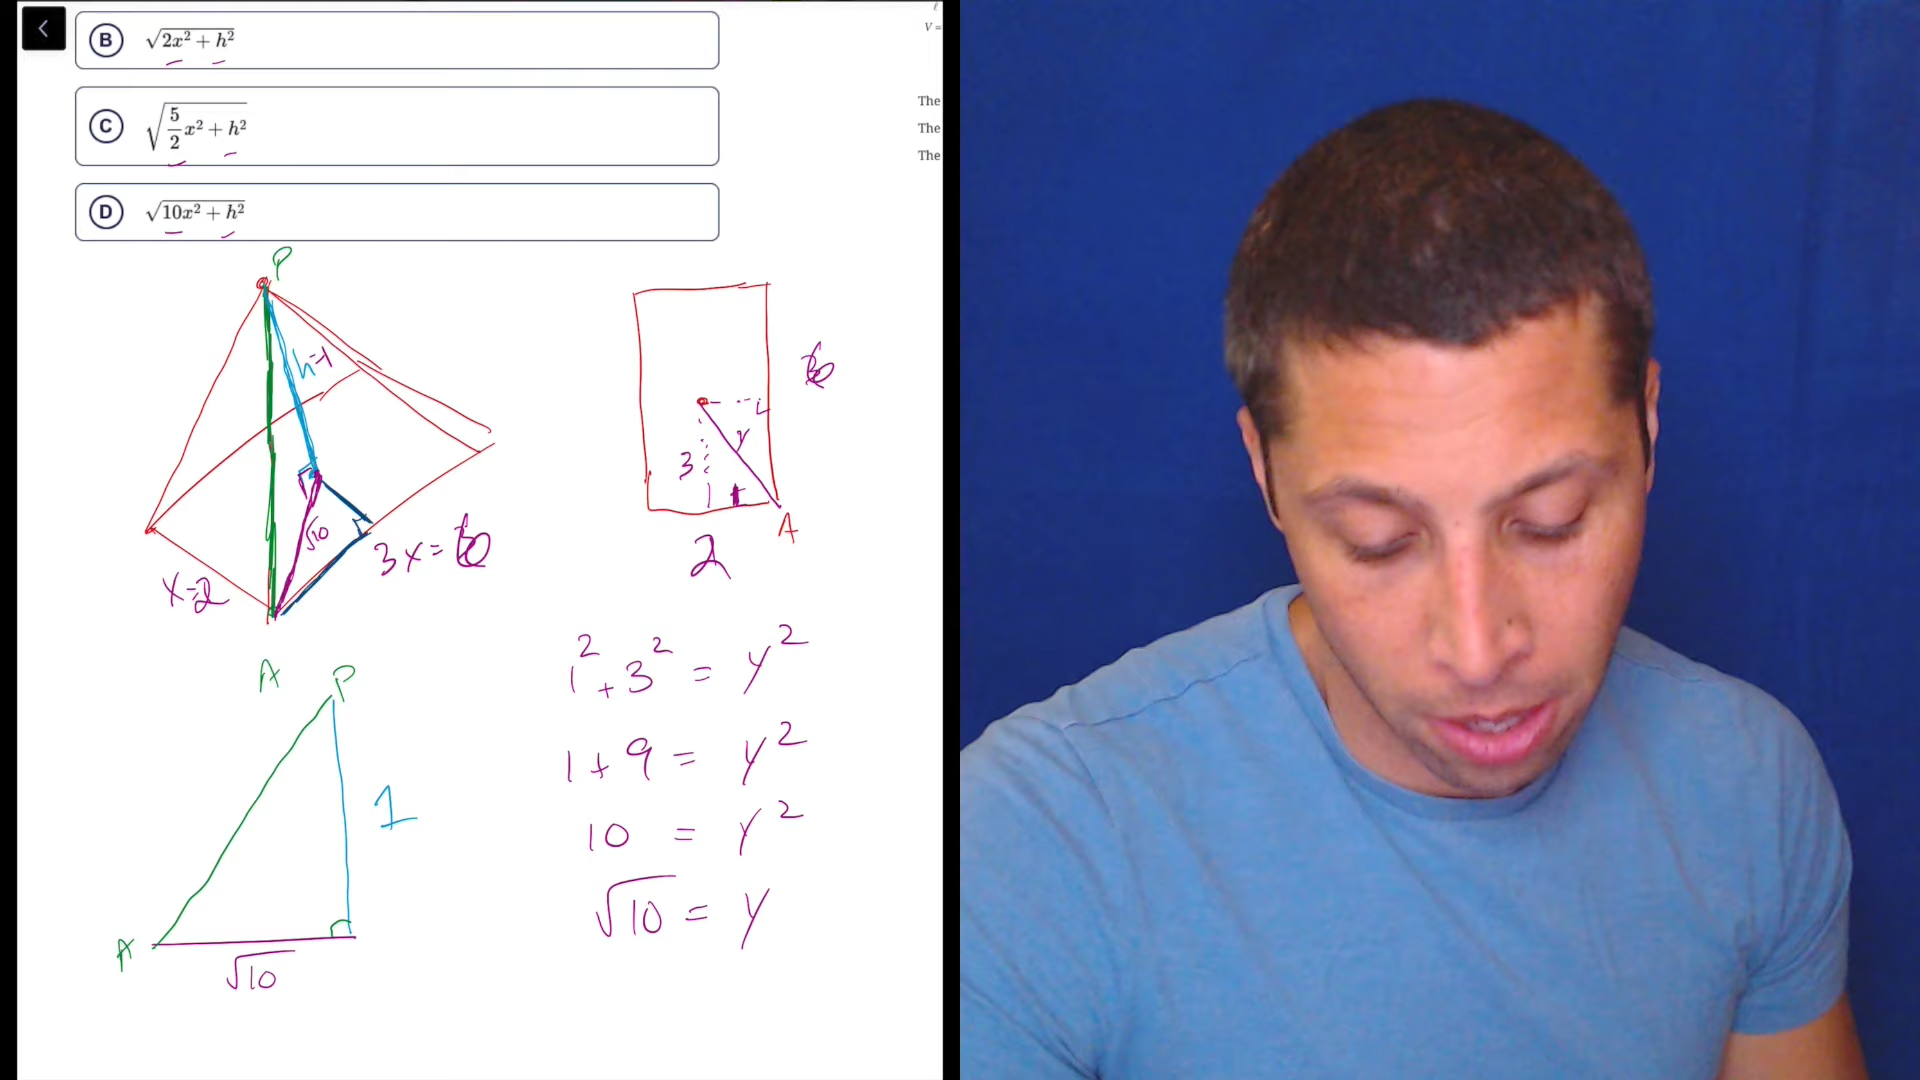 V =
B √(2x² + h²)
The
C √(5/2 x² + h²)
The
The
D √(10x² + h²)
P
h=1
6
y
3
1
√10
A
3x=6
2
x=2
1² + 3² = y²
A
P
1 + 9 = y²
1
10 = y²
√10 = y
A
√10